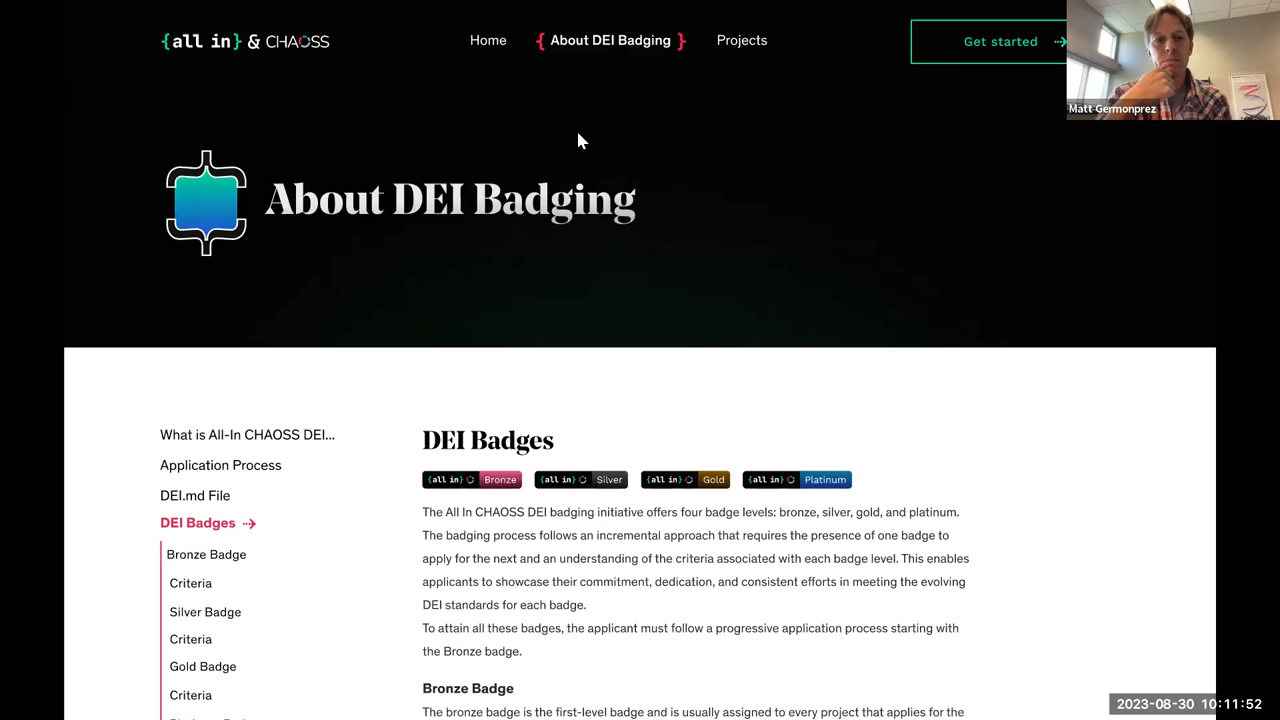 {all in} & CHAOSS
Home
{ About DEI Badging }
Projects
Get started
Matt Germonprez
About DEI Badging
What is All-In CHAOSS DEI...
Application Process
DEI.md File
DEI Badges
Bronze Badge
Criteria
Silver Badge
Criteria
Gold Badge
Criteria
DEI Badges
{all in} Bronze
{all in} Silver
{all in} Gold
{all in} Platinum
The All In CHAOSS DEI badging initiative offers four badge levels: bronze, silver, gold, and platinum.
The badging process follows an incremental approach that requires the presence of one badge to
apply for the next and an understanding of the criteria associated with each badge level. This enables
applicants to showcase their commitment, dedication, and consistent efforts in meeting the evolving
DEI standards for each badge.
To attain all these badges, the applicant must follow a progressive application process starting with
the Bronze badge.
Bronze Badge
The bronze badge is the first-level badge and is usually assigned to every project that applies for the
2023-08-30 10:11:52